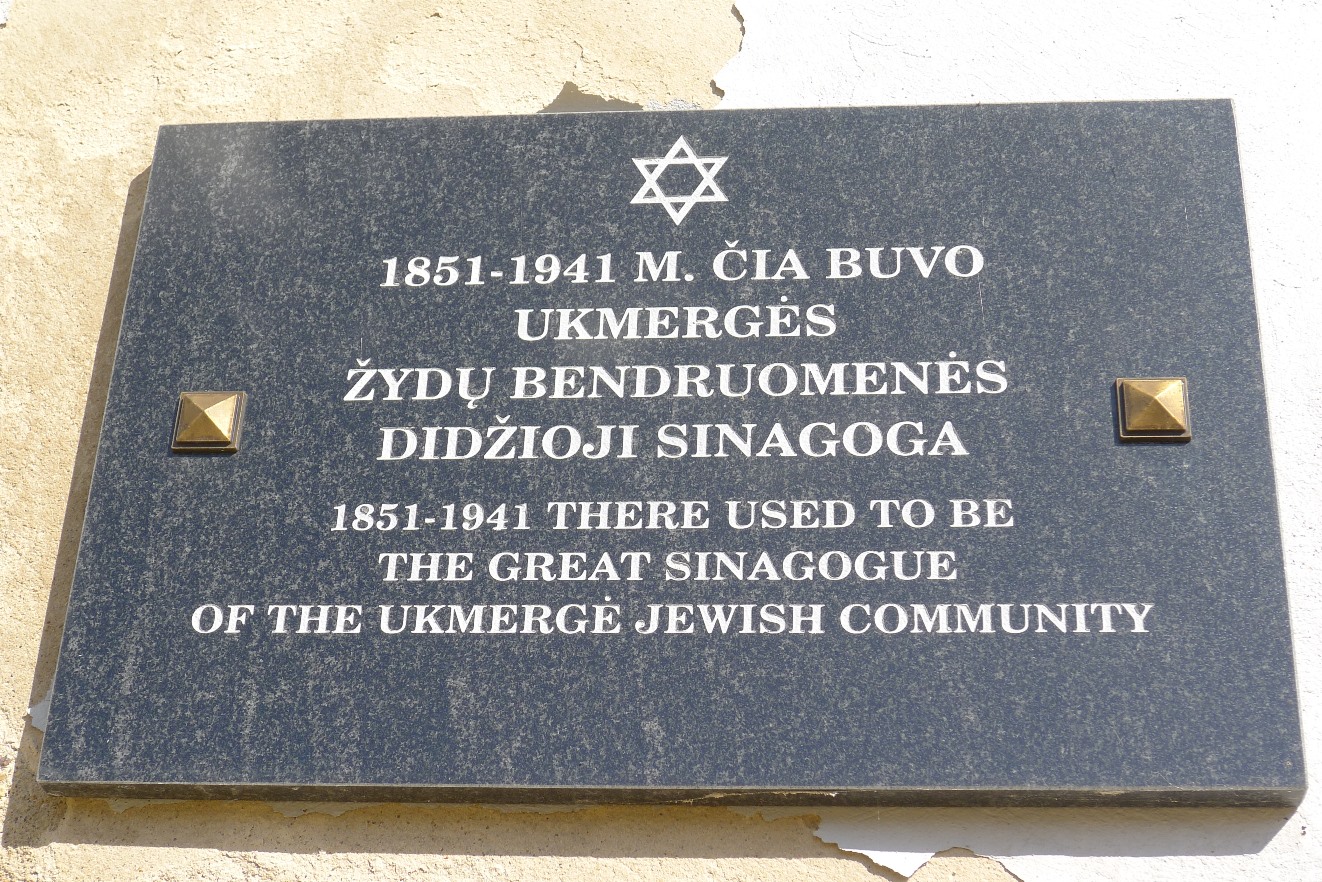 1851-1941 M. ČIA BUVO
UKMERGĖS
ŽYDŲ BENDRUOMENĖS
DIDŽIOJI SINAGOGA
1851-1941 THERE USED TO BE
THE GREAT SINAGOGUE
OF THE UKMERGĖ JEWISH COMMUNITY